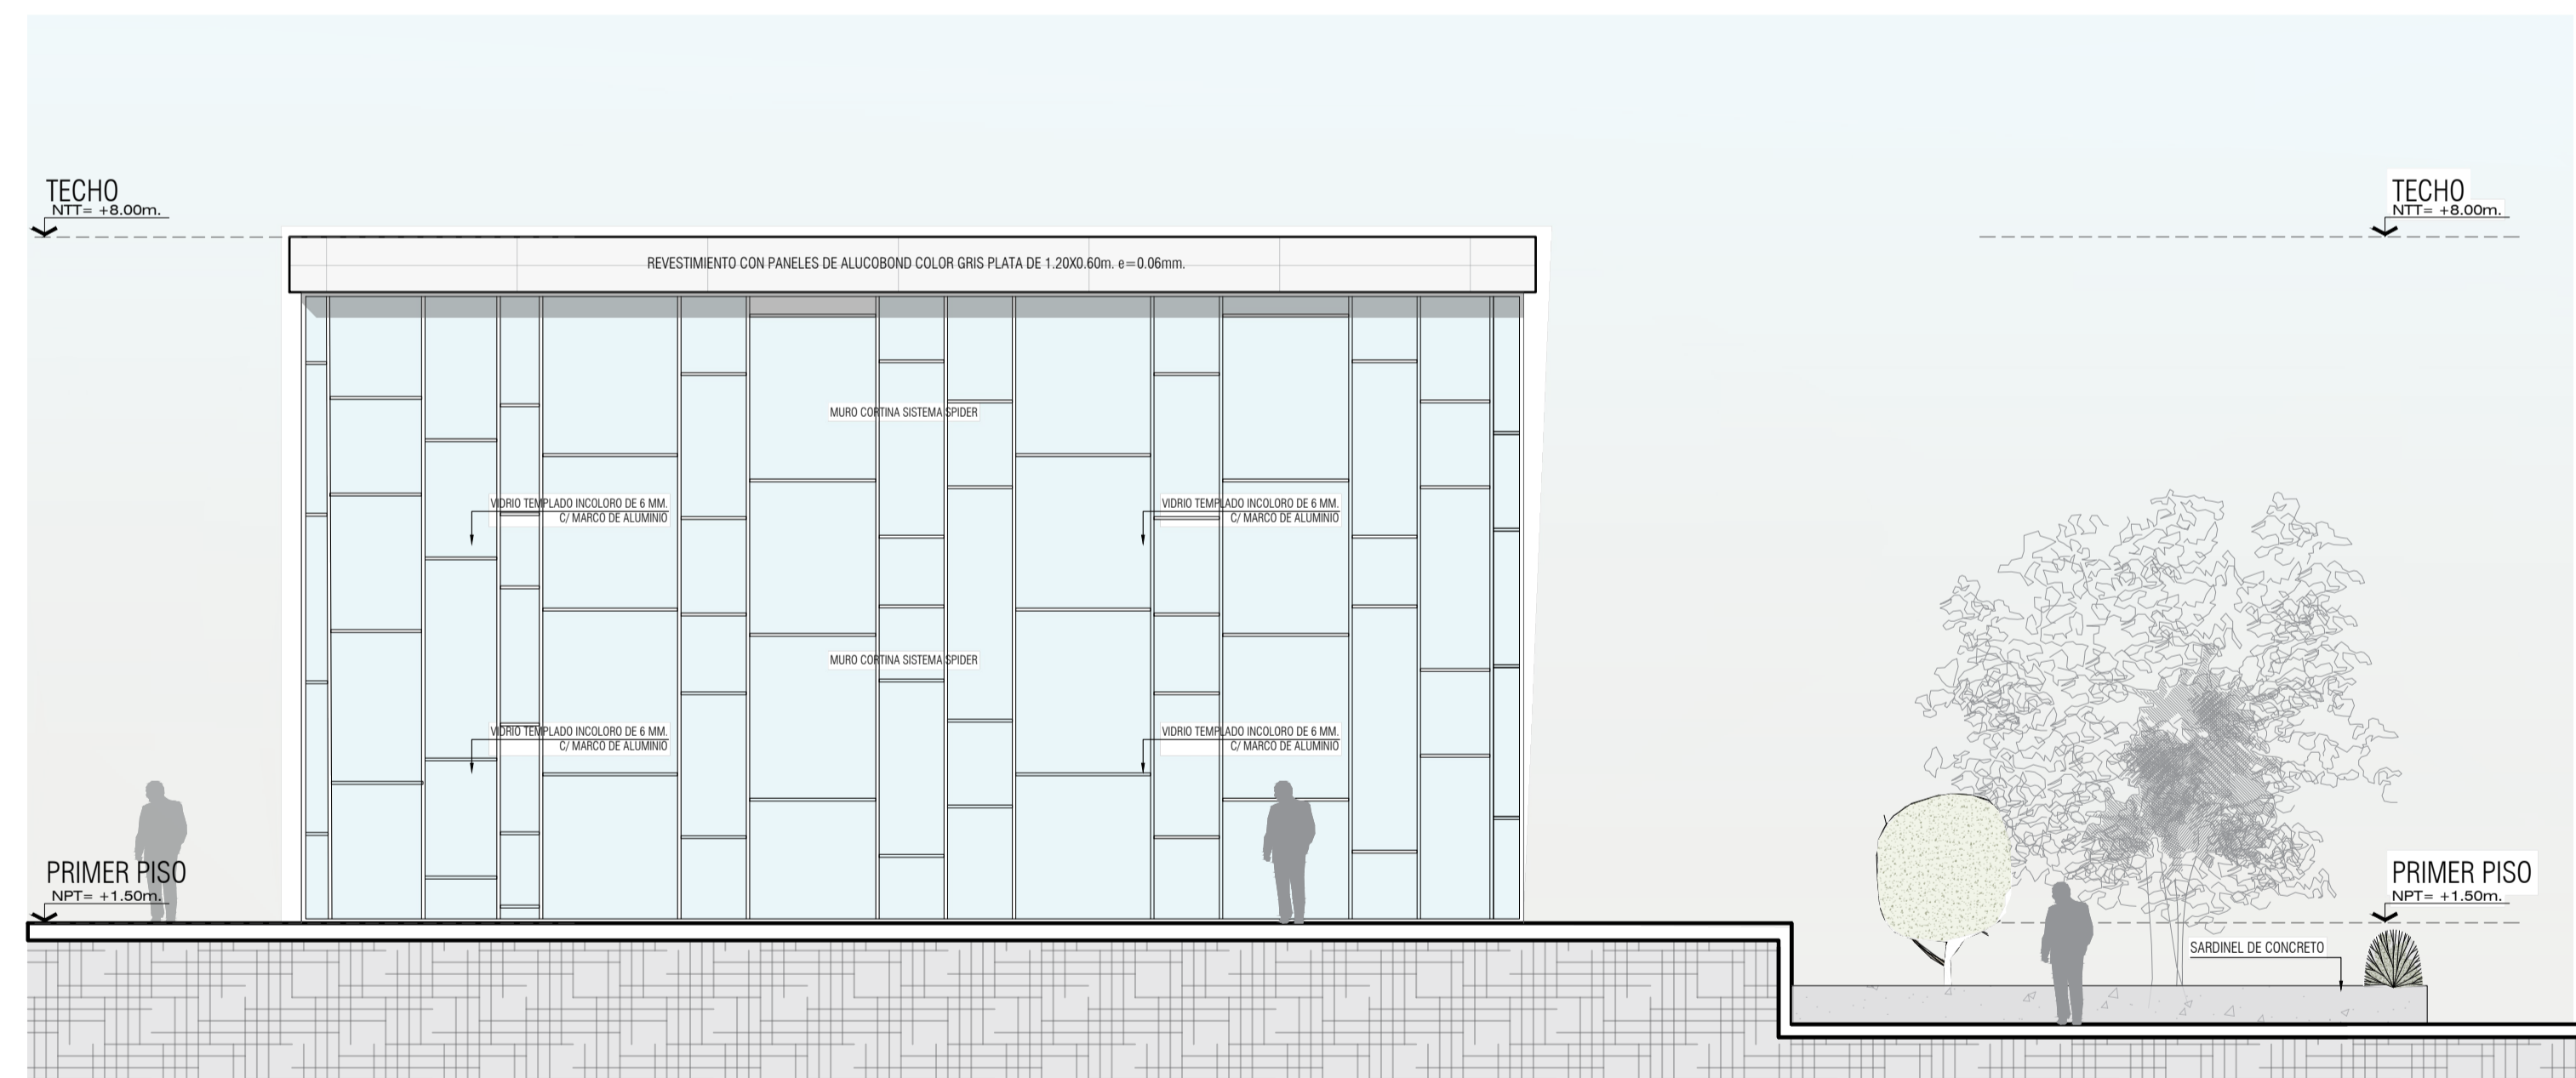 TECHO
NTT= +8.00m.
TECHO
NTT= +8.00m.
REVESTIMIENTO CON PANELES DE ALUCOBOND COLOR GRIS PLATA DE 1.20X0.60m. e=0.06mm.
MURO CORTINA SISTEMA SPIDER
VIDRIO TEMPLADO INCOLORO DE 6 MM.
C/ MARCO DE ALUMINIO
VIDRIO TEMPLADO INCOLORO DE 6 MM.
C/ MARCO DE ALUMINIO
MURO CORTINA SISTEMA SPIDER
VIDRIO TEMPLADO INCOLORO DE 6 MM.
C/ MARCO DE ALUMINIO
VIDRIO TEMPLADO INCOLORO DE 6 MM.
C/ MARCO DE ALUMINIO
PRIMER PISO
NPT= +1.50m.
PRIMER PISO
NPT= +1.50m.
SARDINEL DE CONCRETO